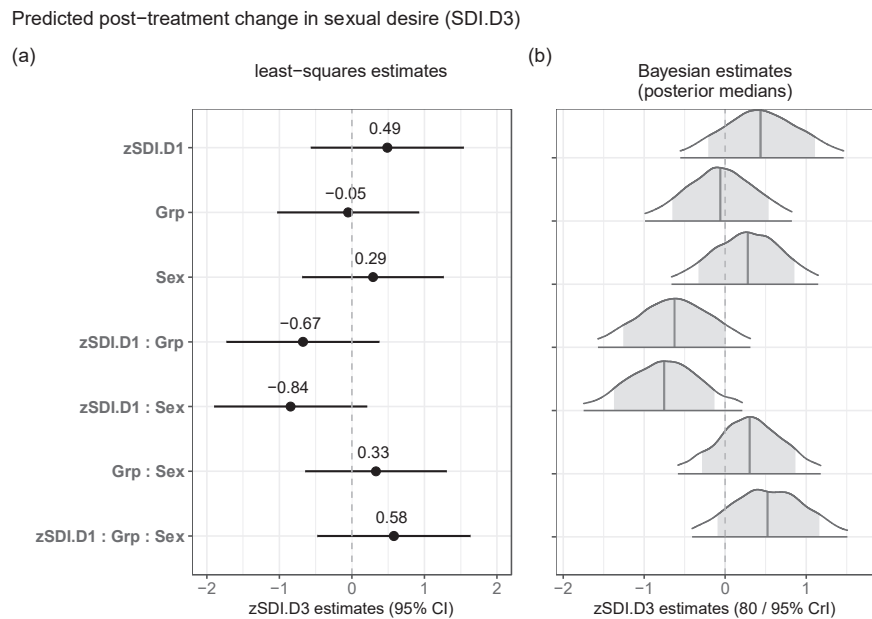 Predicted post−treatment change in sexual desire (SDI.D3)
(a)
least−squares estimates
(b)
Bayesian estimates
(posterior medians)
zSDI.D1
Grp
Sex
zSDI.D1 : Grp
zSDI.D1 : Sex
Grp : Sex
zSDI.D1 : Grp : Sex
0.49
−0.05
0.29
−0.67
−0.84
0.33
0.58
−2 −1 0 1 2
zSDI.D3 estimates (95% CI)
−2 −1 0 1
zSDI.D3 estimates (80 / 95% CrI)